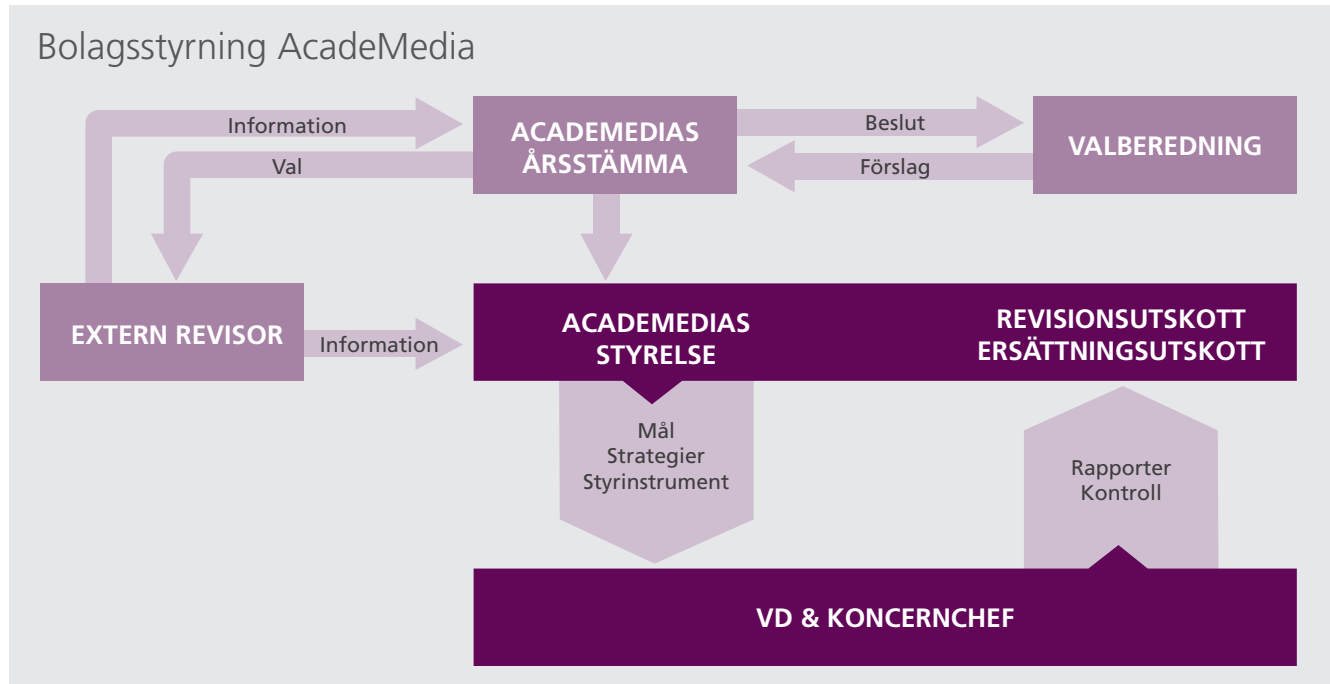 Bolagsstyrning AcadeMedia
Information
Val
ACADEMEDIAS
ÅRSSTÄMMA
Beslut
Förslag
VALBEREDNING
EXTERN REVISOR
Information
ACADEMEDIAS
STYRELSE
REVISIONSUTSKOTT
ERSÄTTNINGSUTSKOTT
Mål
Strategier
Styrinstrument
Rapporter
Kontroll
VD & KONCERNCHEF